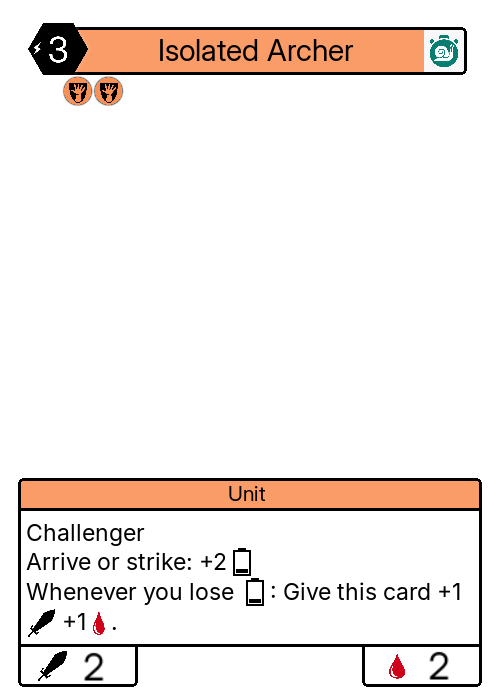 3 Isolated Archer
Unit
Challenger
Arrive or strike: +2
Whenever you lose : Give this card +1
+1 .
2 2